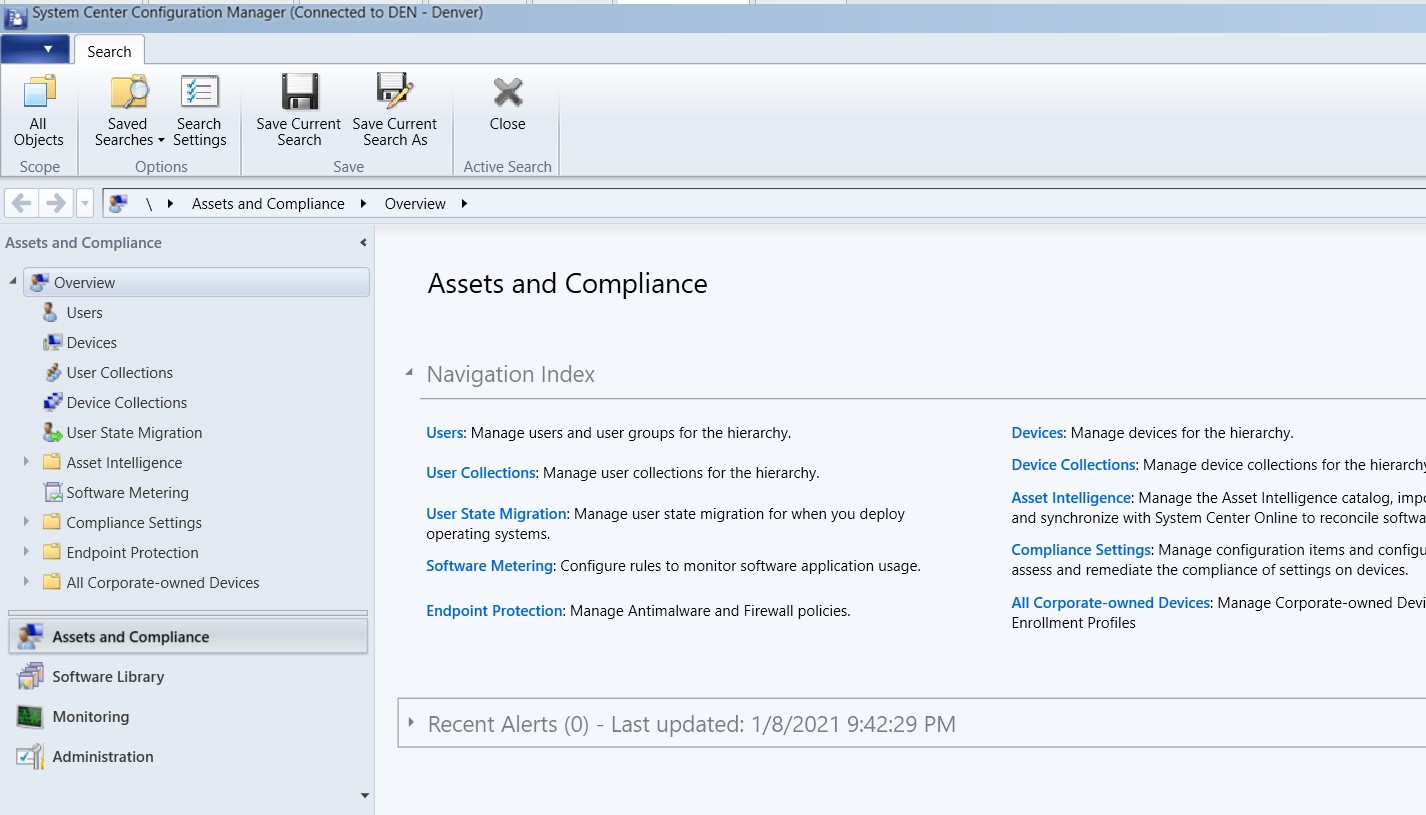 System Center Configuration Manager (Connected to DEN - Denver)
Search
All Objects
Saved Searches
Search Settings
Save Current Search
Save Current Search As
Close
Scope
Options
Save
Active Search
\ Assets and Compliance Overview
Assets and Compliance
Overview
Users
Devices
User Collections
Device Collections
User State Migration
Asset Intelligence
Software Metering
Compliance Settings
Endpoint Protection
All Corporate-owned Devices
Assets and Compliance
Software Library
Monitoring
Administration
Assets and Compliance
Navigation Index
Users: Manage users and user groups for the hierarchy.
User Collections: Manage user collections for the hierarchy.
User State Migration: Manage user state migration for when you deploy
operating systems.
Software Metering: Configure rules to monitor software application usage.
Endpoint Protection: Manage Antimalware and Firewall policies.
Devices: Manage devices for the hierarchy.
Device Collections: Manage device collections for the hierarchy
Asset Intelligence: Manage the Asset Intelligence catalog, impo
and synchronize with System Center Online to reconcile softwa
Compliance Settings: Manage configuration items and configu
assess and remediate the compliance of settings on devices.
All Corporate-owned Devices: Manage Corporate-owned Devi
Enrollment Profiles
Recent Alerts (0) - Last updated: 1/8/2021 9:42:29 PM